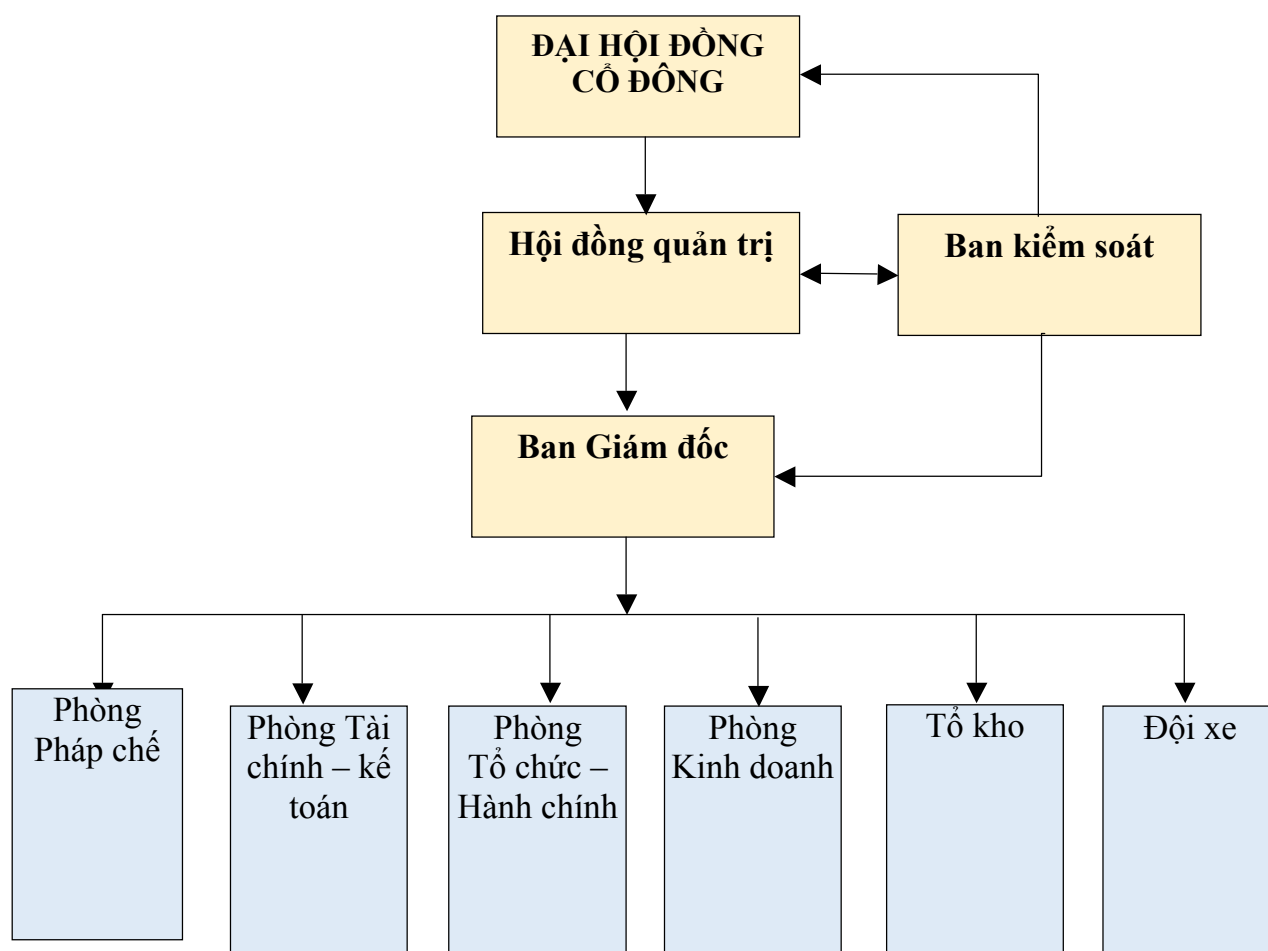 ĐẠI HỘI ĐỒNG
CỔ ĐÔNG
Hội đồng quản trị
Ban kiểm soát
Ban Giám đốc
Phòng
Pháp chế
Phòng Tài
chính – kế
toán
Phòng
Tổ chức –
Hành chính
Phòng
Kinh doanh
Tổ kho
Đội xe